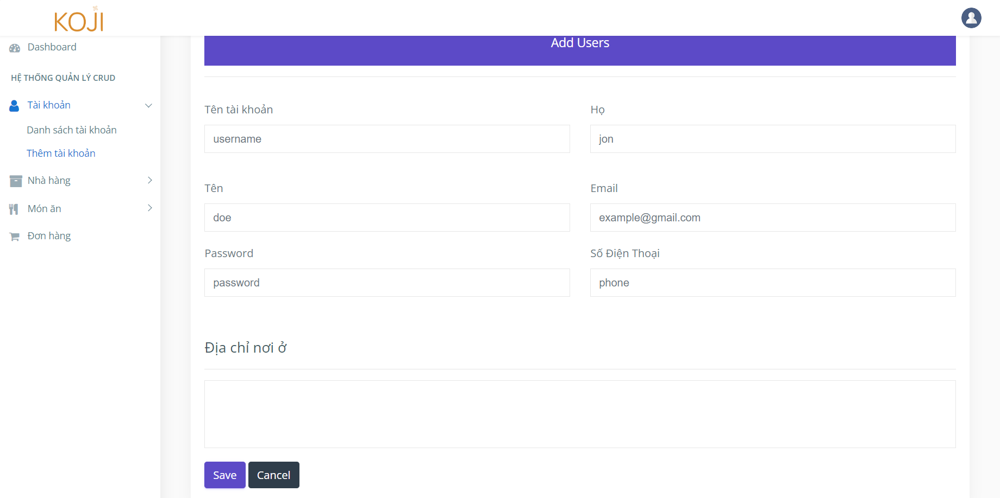 KOJI
Dashboard
HỆ THỐNG QUẢN LÝ CRUD
Tài khoản
Danh sách tài khoản
Thêm tài khoản
Nhà hàng
Món ăn
Đơn hàng
Add Users
Tên tài khoản
username
Họ
jon
Tên
doe
Email
example@gmail.com
Password
password
Số Điện Thoại
phone
Địa chỉ nơi ở
Save
Cancel